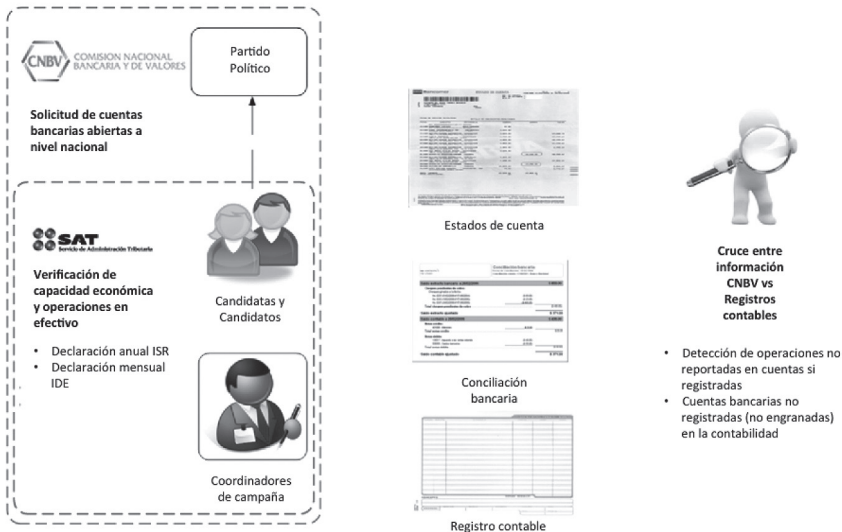 CNBV
COMISION NACIONAL
BANCARIA Y DE VALORES
Partido
Político
Solicitud de cuentas
bancarias abiertas a
nivel nacional
SAT
Servicio de Administración Tributaria
Verificación de
capacidad económica
y operaciones en
efectivo
• Declaración anual ISR
• Declaración mensual
IDE
Candidatas y
Candidatos
Coordinadores
de campaña
Estados de cuenta
Conciliación bancaria
Conciliación
bancaria
Registro contable
Cruce entre
información
CNBV vs
Registros
contables
• Detección de operaciones no
reportadas en cuentas si
registradas
• Cuentas bancarias no
registradas (no engranadas)
en la contabilidad